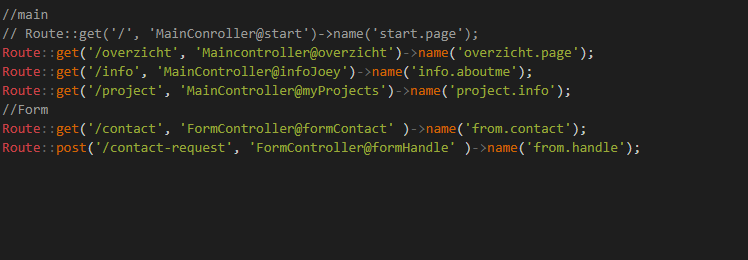 //main
// Route::get('/', 'MainConroller@start')->name('start.page');
Route::get('/overzicht', 'Maincontroller@overzicht')->name('overzicht.page');
Route::get('/info', 'MainController@infoJoey')->name('info.aboutme');
Route::get('/project', 'MainController@myProjects')->name('project.info');
//Form
Route::get('/contact', 'FormController@formContact' )->name('from.contact');
Route::post('/contact-request', 'FormController@formHandle' )->name('from.handle');